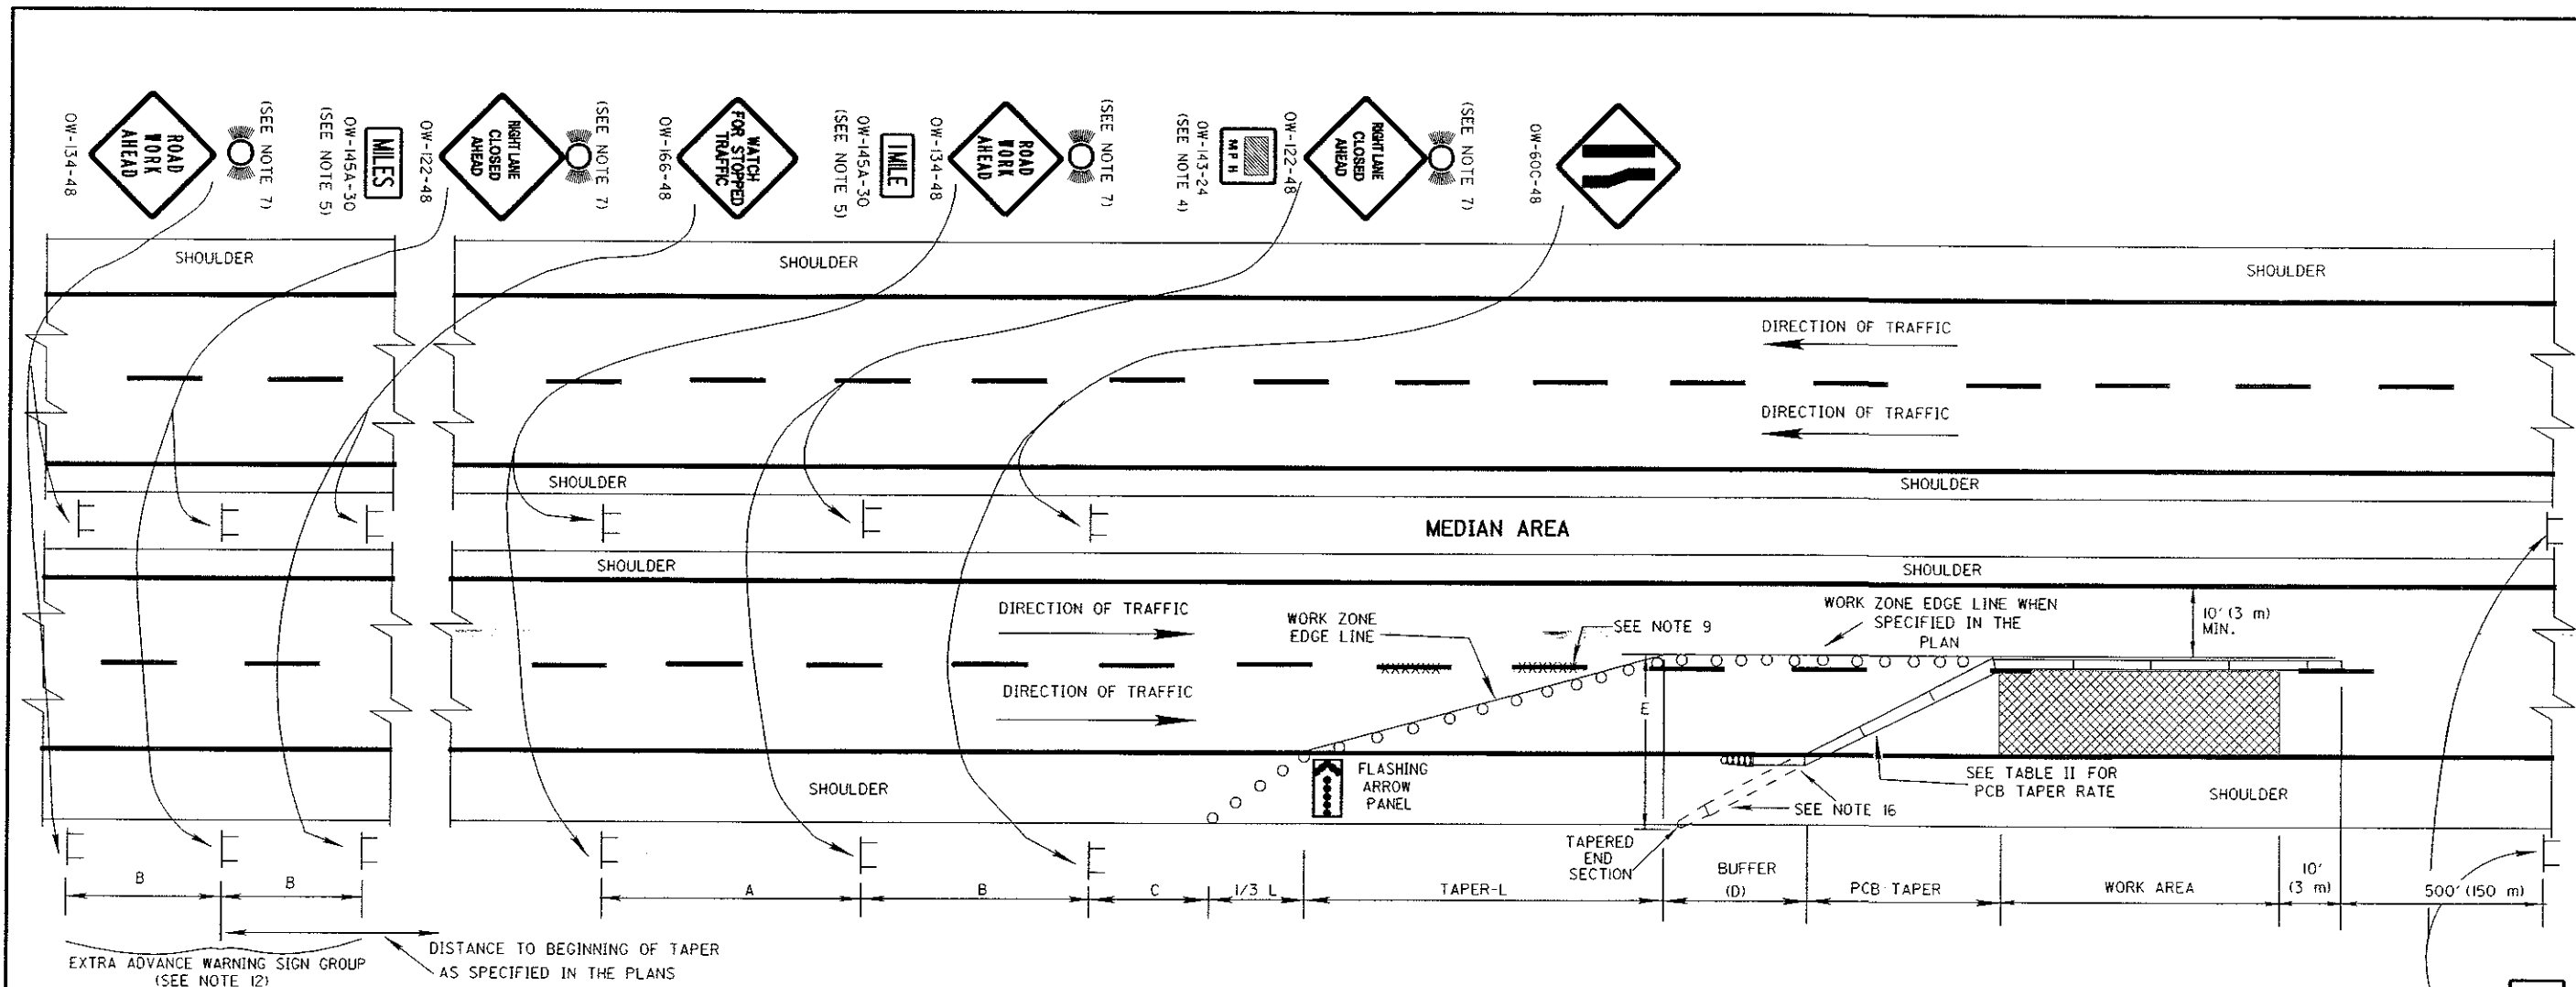 ROAD
WORK
AHEAD
OW-134-48
(SEE NOTE 7)
MILES
OW-145A-30
(SEE NOTE 5)
RIGHT LANE
CLOSED
AHEAD
OW-122-48
(SEE NOTE 7)
WATCH
FOR STOPPED
TRAFFIC
OW-166-48
1 MILE
OW-145A-30
(SEE NOTE 5)
ROAD
WORK
AHEAD
OW-134-48
(SEE NOTE 7)
MPH
OW-143-24
(SEE NOTE 4)
RIGHT LANE
CLOSED
AHEAD
OW-122-48
(SEE NOTE 7)
OW-60C-48
SHOULDER
SHOULDER
SHOULDER
DIRECTION OF TRAFFIC
DIRECTION OF TRAFFIC
SHOULDER
SHOULDER
MEDIAN AREA
SHOULDER
SHOULDER
DIRECTION OF TRAFFIC
WORK ZONE
EDGE LINE
SEE NOTE 9
WORK ZONE EDGE LINE WHEN
SPECIFIED IN THE
PLAN
10' (3 m)
MIN.
DIRECTION OF TRAFFIC
E
SHOULDER
FLASHING
ARROW
PANEL
SEE TABLE II FOR
PCB TAPER RATE
SHOULDER
SEE NOTE 16
TAPERED
END
SECTION
B
B
A
B
C
1/3 L
TAPER-L
BUFFER
(D)
PCB TAPER
WORK AREA
10'
(3 m)
500' (150 m)
EXTRA ADVANCE WARNING SIGN GROUP
(SEE NOTE 12)
DISTANCE TO BEGINNING OF TAPER
AS SPECIFIED IN THE PLANS